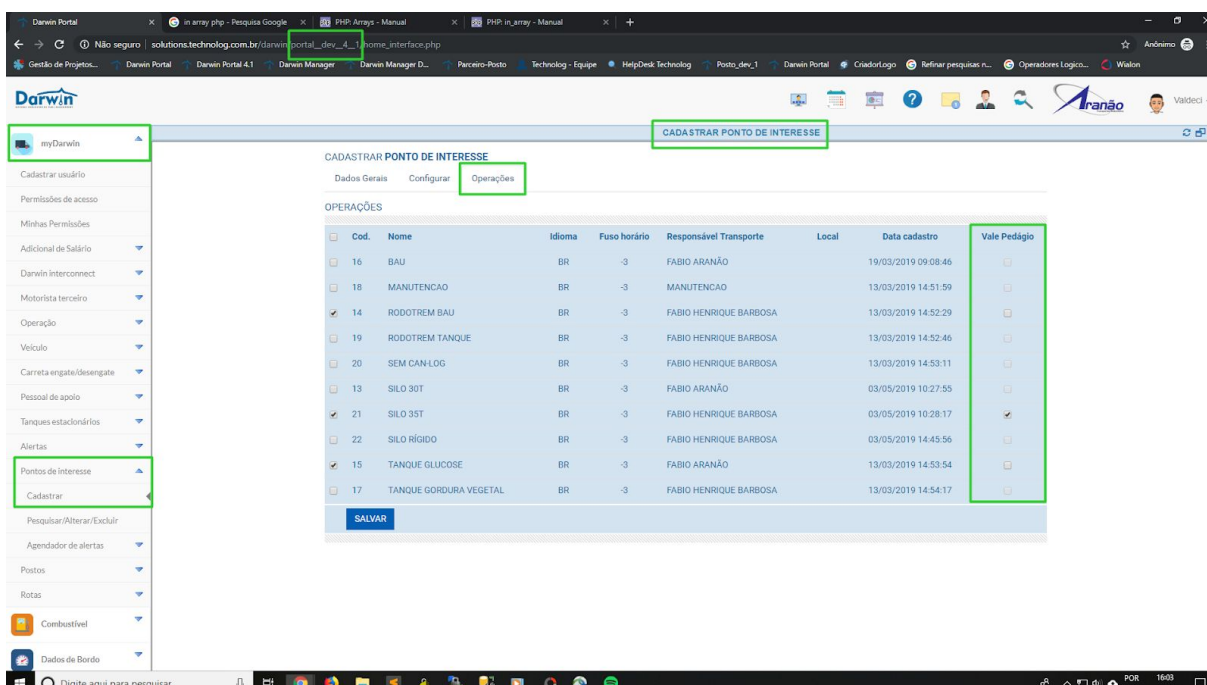 Darwin Portal
in array php - Pesquisa Google
PHP: Arrays - Manual
PHP: in_array - Manual
Não seguro solutions.technolog.com.br/darwin/portal_dev_4_1/home_interface.php
Anônimo
Gestão de Projetos... Darwin Portal Darwin Portal 4.1 Darwin Manager Darwin Manager D... Parceiro-Posto Technolog - Equipe HelpDesk Technolog Posto_dev_1 Darwin Portal CriadorLogo Refinar pesquisas n... Operadores Logico... Wialon
Darwin
Aranão
Valdeci
CADASTRAR PONTO DE INTERESSE
myDarwin
Cadastrar usuário
Permissões de acesso
Minhas Permissões
Adicional de Salário
Darwin interconnect
Motorista terceiro
Operação
Veículo
Carreta engate/desengate
Pessoal de apoio
Tanques estacionários
Alertas
Pontos de interesse
Cadastrar
Pesquisar/Alterar/Excluir
Agendador de alertas
Postos
Rotas
Combustível
Dados de Bordo
CADASTRAR PONTO DE INTERESSE
Dados Gerais Configurar Operações
OPERAÇÕES
Cod. Nome Idioma Fuso horário Responsável Transporte Local Data cadastro Vale Pedágio
16 BAU BR -3 FABIO ARANÃO 19/03/2019 09:08:46
18 MANUTENCAO BR -3 MANUTENCAO 13/03/2019 14:51:59
14 RODOTREM BAU BR -3 FABIO HENRIQUE BARBOSA 13/03/2019 14:52:29
19 RODOTREM TANQUE BR -3 FABIO HENRIQUE BARBOSA 13/03/2019 14:52:46
20 SEM CAN-LOG BR -3 FABIO HENRIQUE BARBOSA 13/03/2019 14:53:11
13 SILO 30T BR -3 FABIO ARANÃO 03/05/2019 10:27:55
21 SILO 35T BR -3 FABIO HENRIQUE BARBOSA 03/05/2019 10:28:17
22 SILO RÍGIDO BR -3 FABIO HENRIQUE BARBOSA 03/05/2019 14:45:56
15 TANQUE GLUCOSE BR -3 FABIO ARANÃO 13/03/2019 14:53:54
17 TANQUE GORDURA VEGETAL BR -3 FABIO HENRIQUE BARBOSA 13/03/2019 14:54:17
SALVAR
Digite aqui para pesquisar
POR 16:03